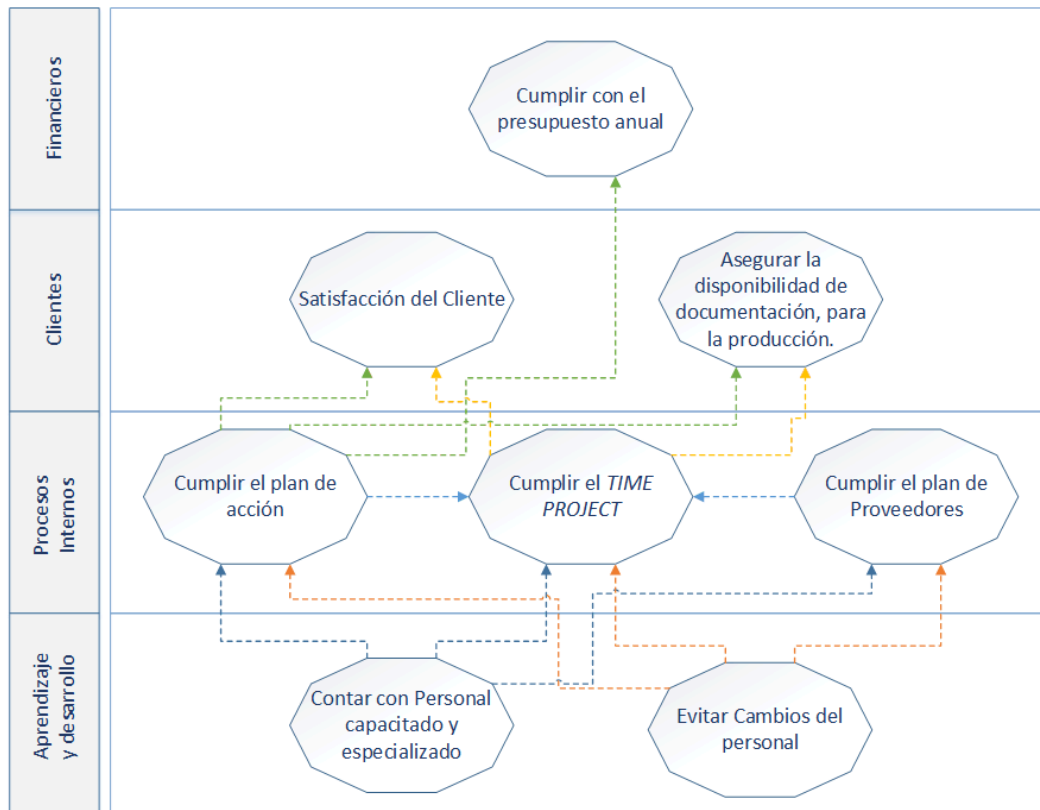 Financieros
Cumplir con el
presupuesto anual
Clientes
Satisfacción del Cliente
Asegurar la
disponibilidad de
documentación, para
la producción.
Procesos
Internos
Cumplir el plan de
acción
Cumplir el TIME
PROJECT
Cumplir el plan de
Proveedores
Aprendizaje
y desarrollo
Contar con Personal
capacitado y
especializado
Evitar Cambios del
personal